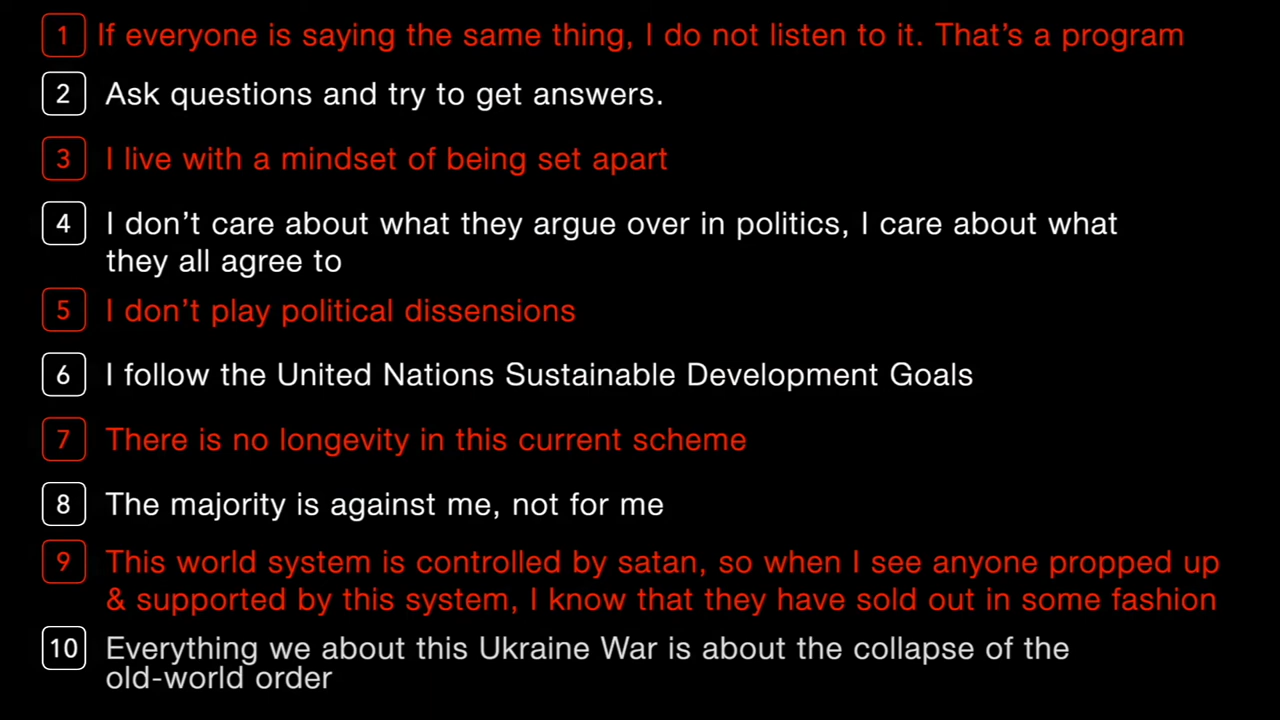 1 If everyone is saying the same thing, I do not listen to it. That's a program
2 Ask questions and try to get answers.
3 I live with a mindset of being set apart
4 I don't care about what they argue over in politics, I care about what
they all agree to
5 I don't play political dissensions
6 I follow the United Nations Sustainable Development Goals
7 There is no longevity in this current scheme
8 The majority is against me, not for me
9 This world system is controlled by satan, so when I see anyone propped up
& supported by this system, I know that they have sold out in some fashion
10 Everything we about this Ukraine War is about the collapse of the
old-world order